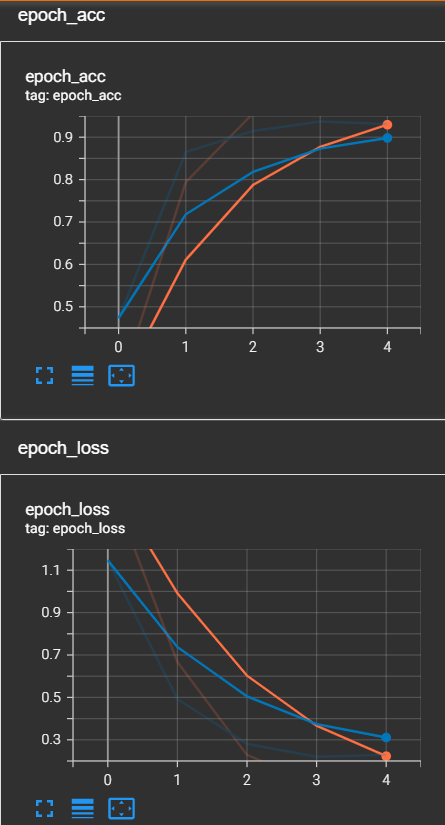 epoch_acc
epoch_acc
tag: epoch_acc
0.9
0.8
0.7
0.6
0.5
0 1 2 3 4
epoch_loss
epoch_loss
tag: epoch_loss
1.1
0.9
0.7
0.5
0.3
0 1 2 3 4